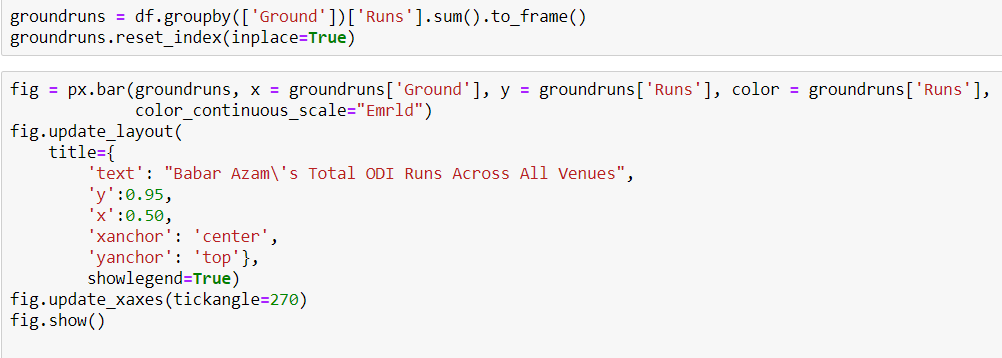 groundruns = df.groupby(['Ground'])['Runs'].sum().to_frame()
groundruns.reset_index(inplace=True)
fig = px.bar(groundruns, x = groundruns['Ground'], y = groundruns['Runs'], color = groundruns['Runs'],
             color_continuous_scale="Emrld")
fig.update_layout(
    title={
        'text': "Babar Azam\'s Total ODI Runs Across All Venues",
        'y':0.95,
        'x':0.50,
        'xanchor': 'center',
        'yanchor': 'top'},
        showlegend=True)
fig.update_xaxes(tickangle=270)
fig.show()